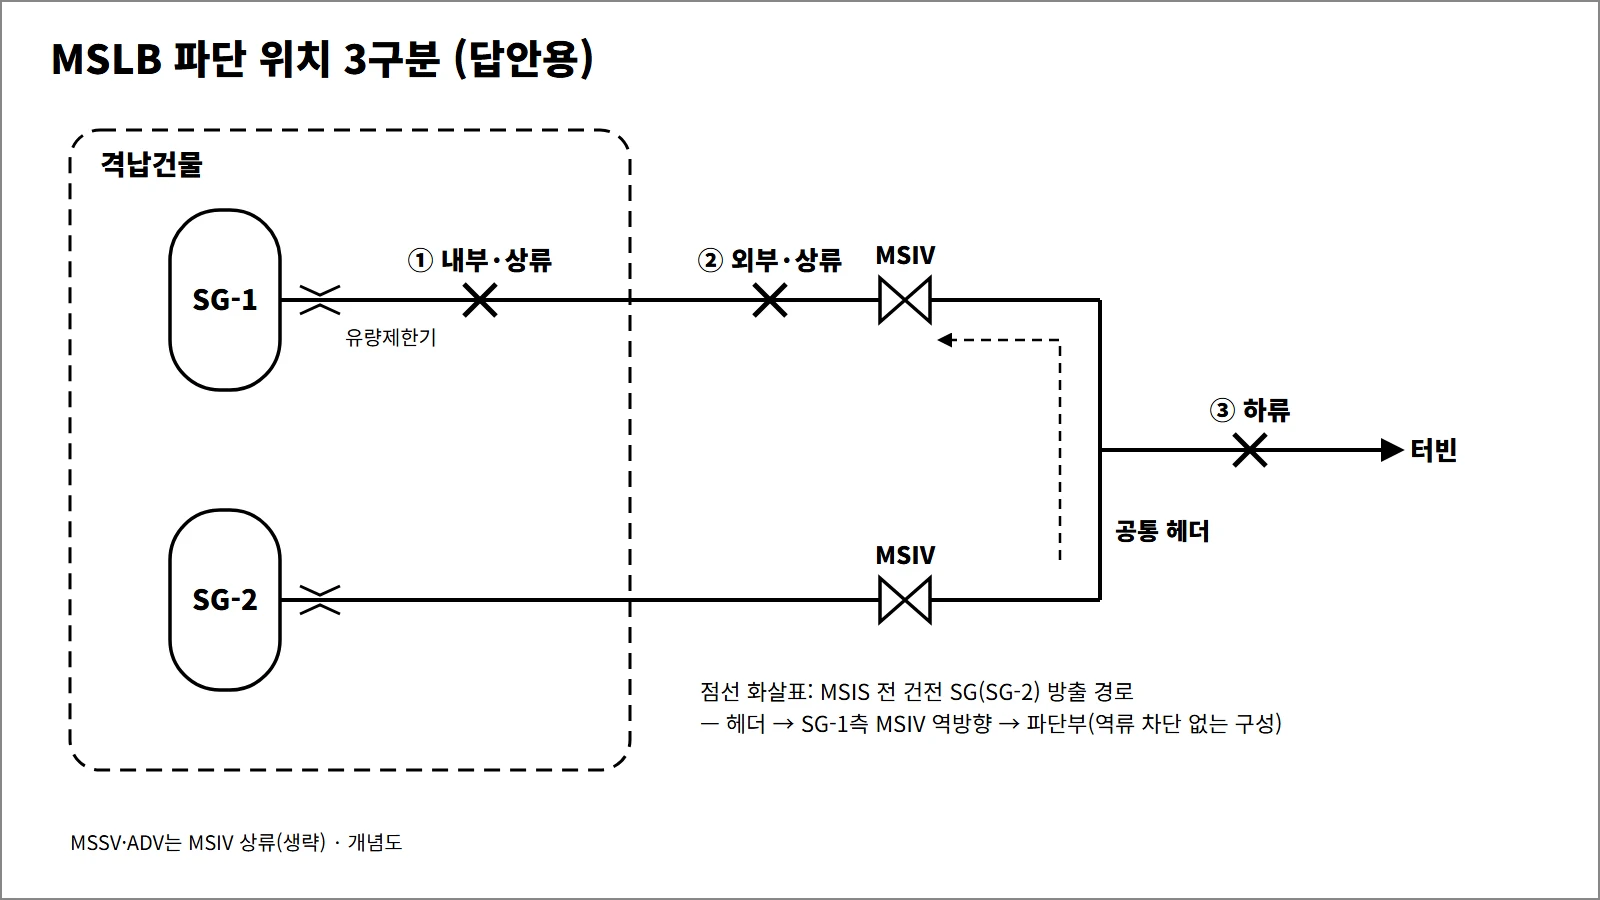 MSLB 파단 위치 3구분 (답안용)
격납건물
SG-1
① 내부·상류
유량제한기
② 외부·상류
MSIV
③ 하류
터빈
공통 헤더
SG-2
MSIV
점선 화살표: MSIS 전 건전 SG(SG-2) 방출 경로
— 헤더 → SG-1측 MSIV 역방향 → 파단부(역류 차단 없는 구성)
MSSV·ADV는 MSIV 상류(생략) · 개념도